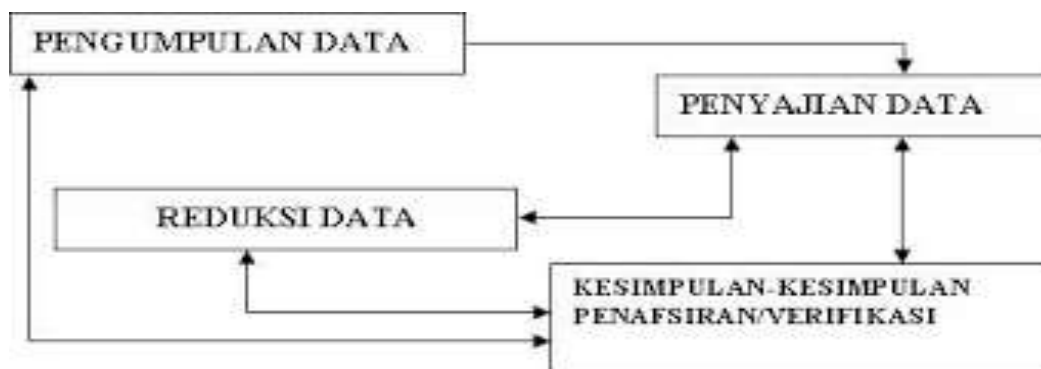 PENGUMPULAN DATA
PENYAJIAN DATA
REDUKSI DATA
KESIMPULAN-KESIMPULAN
PENAFSIRAN/VERIFIKASI